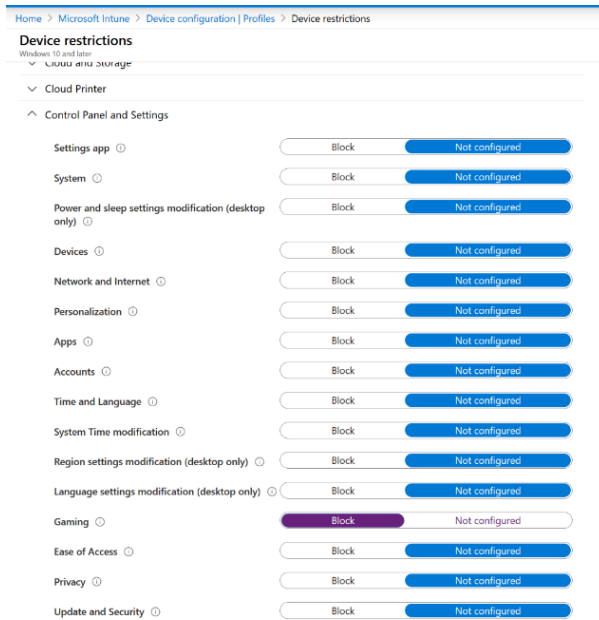 Home > Microsoft Intune > Device configuration | Profiles > Device restrictions
Device restrictions
Windows 10 and later
Cloud and Storage
Cloud Printer
Control Panel and Settings
Settings app Block Not configured
System Block Not configured
Power and sleep settings modification (desktop
only) Block Not configured
Devices Block Not configured
Network and Internet Block Not configured
Personalization Block Not configured
Apps Block Not configured
Accounts Block Not configured
Time and Language Block Not configured
System Time modification Block Not configured
Region settings modification (desktop only) Block Not configured
Language settings modification (desktop only) Block Not configured
Gaming Block Not configured
Ease of Access Block Not configured
Privacy Block Not configured
Update and Security Block Not configured